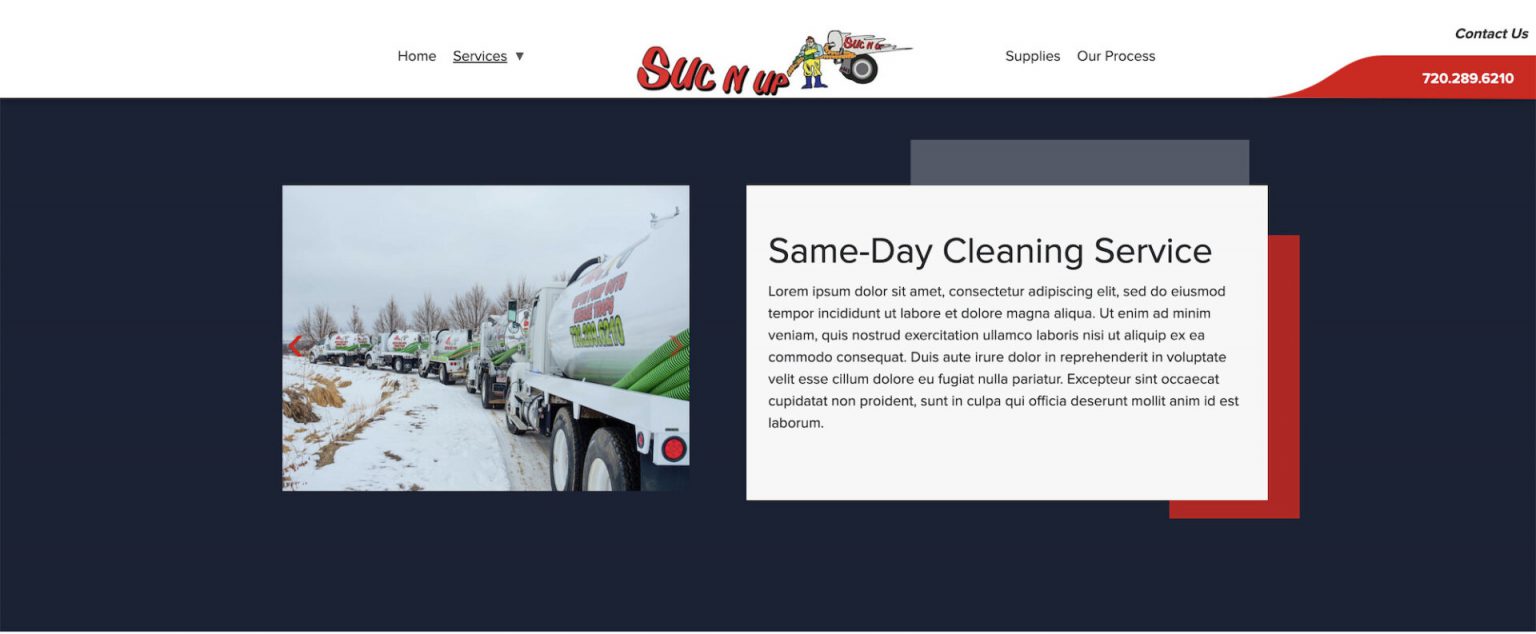 Contact Us
Home Services ▼
SUC N UP
SUC N UP
Supplies Our Process
720.289.6210
Same-Day Cleaning Service
Lorem ipsum dolor sit amet, consectetur adipiscing elit, sed do eiusmod
tempor incididunt ut labore et dolore magna aliqua. Ut enim ad minim
veniam, quis nostrud exercitation ullamco laboris nisi ut aliquip ex ea
commodo consequat. Duis aute irure dolor in reprehenderit in voluptate
velit esse cillum dolore eu fugiat nulla pariatur. Excepteur sint occaecat
cupidatat non proident, sunt in culpa qui officia deserunt mollit anim id est
laborum.
720.289.6210